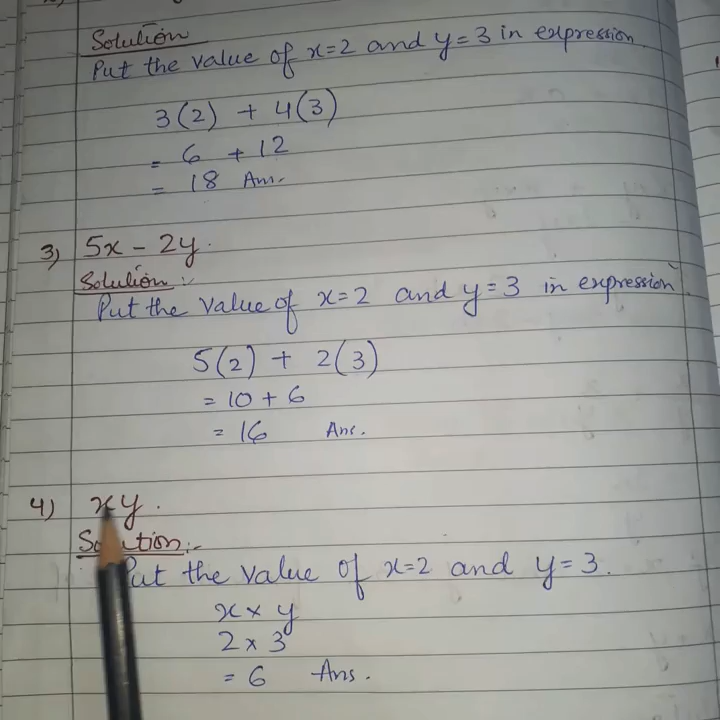 Solution
Put the value of x=2 and y=3 in expression
3(2) + 4(3)
= 6 + 12
= 18 Ans.
3) 5x - 2y.
Solution:-
Put the value of x=2 and y=3 in expression
5(2) + 2(3)
= 10 + 6
= 16 Ans.
4) xy.
Solution:-
Put the value of x=2 and y=3.
x × y
2 × 3
= 6 Ans.